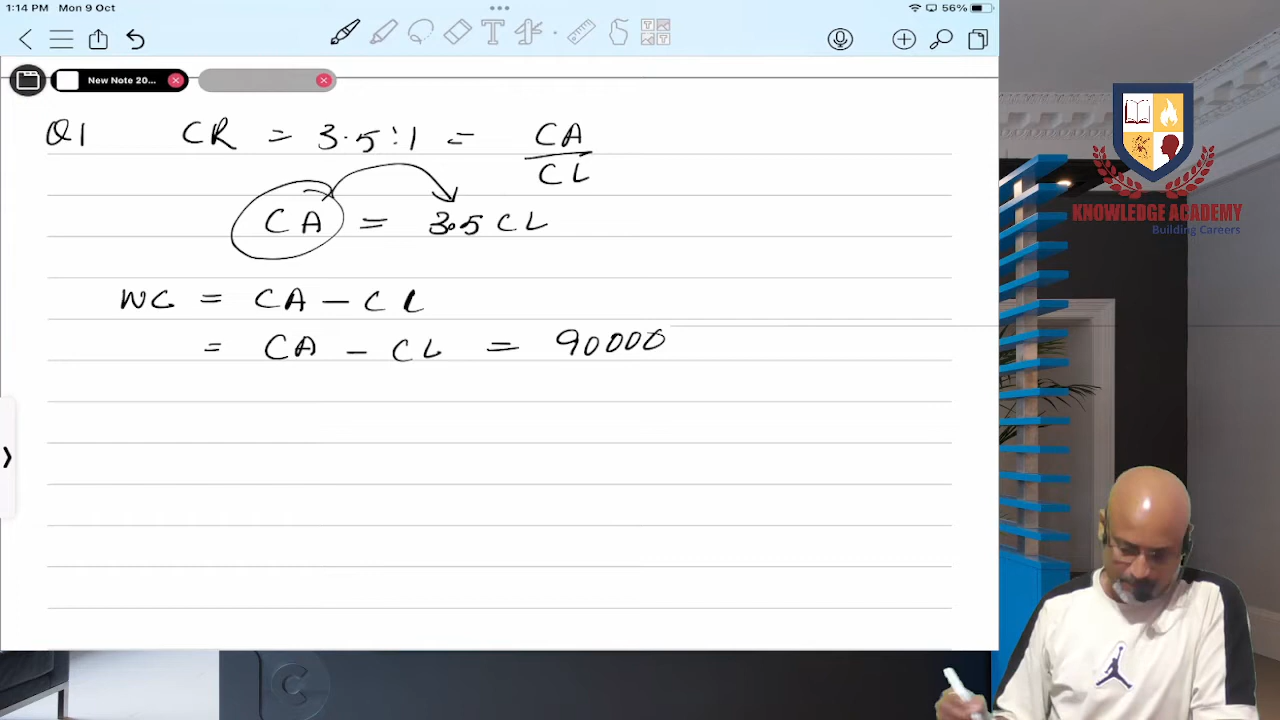 1:14 PM Mon 9 Oct
56%
New Note 20...
Q1 CR = 3.5:1 = CA
CL
CA = 3.5 CL
WC = CA - CL
= CA - CL = 90000
KNOWLEDGE ACADEMY
Building Careers